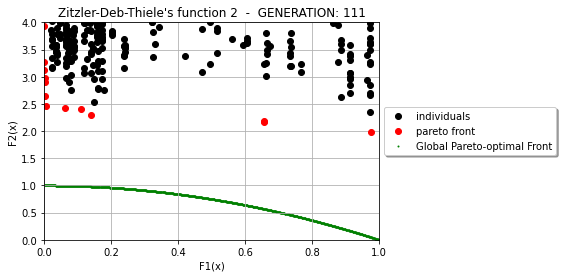 Zitzler-Deb-Thiele's function 2 - GENERATION: 111
4.0
3.5
3.0
2.5
2.0
1.5
1.0
0.5
0.0
F2(x)
0.0 0.2 0.4 0.6 0.8 1.0
F1(x)
individuals
pareto front
Global Pareto-optimal Front